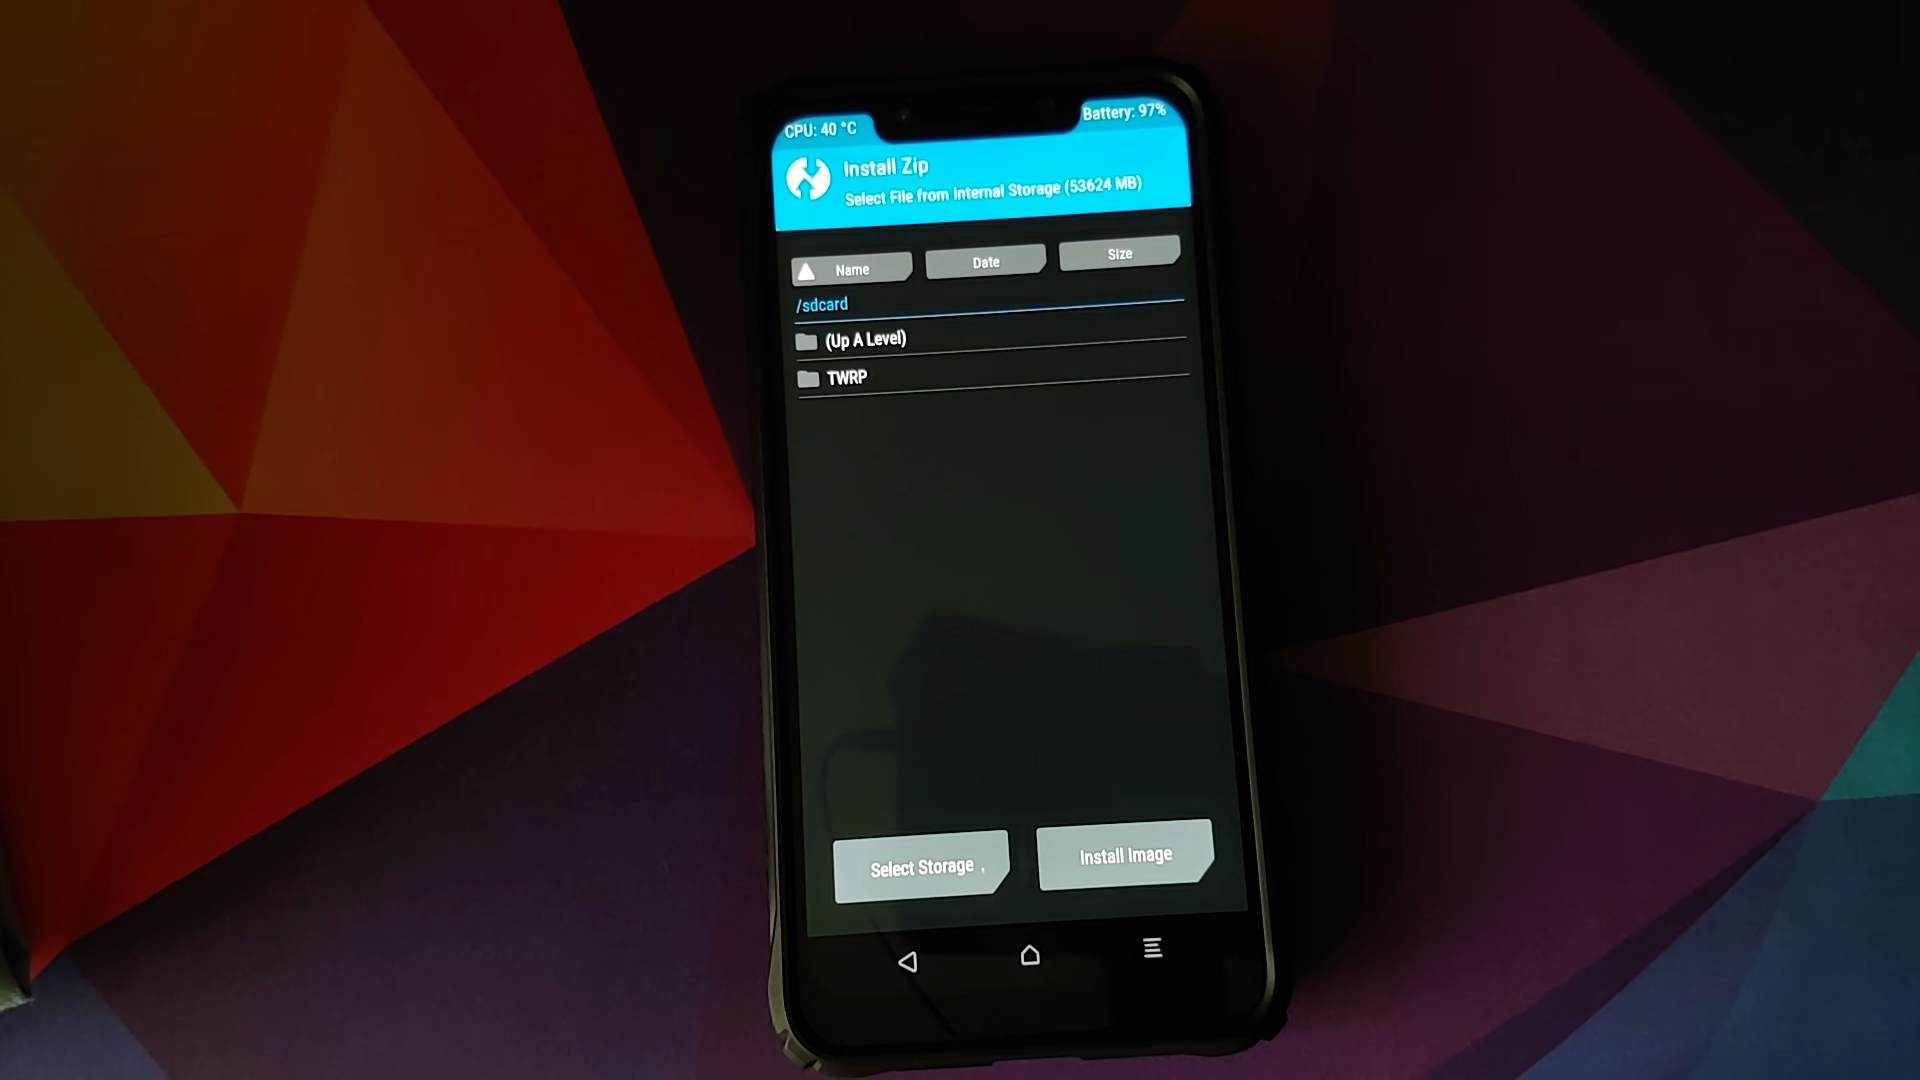 CPU: 40 °C
Battery: 97%
Install Zip
Select File from Internal Storage (53624 MB)
Name
Date
Size
/sdcard
(Up A Level)
TWRP
Select Storage
Install Image